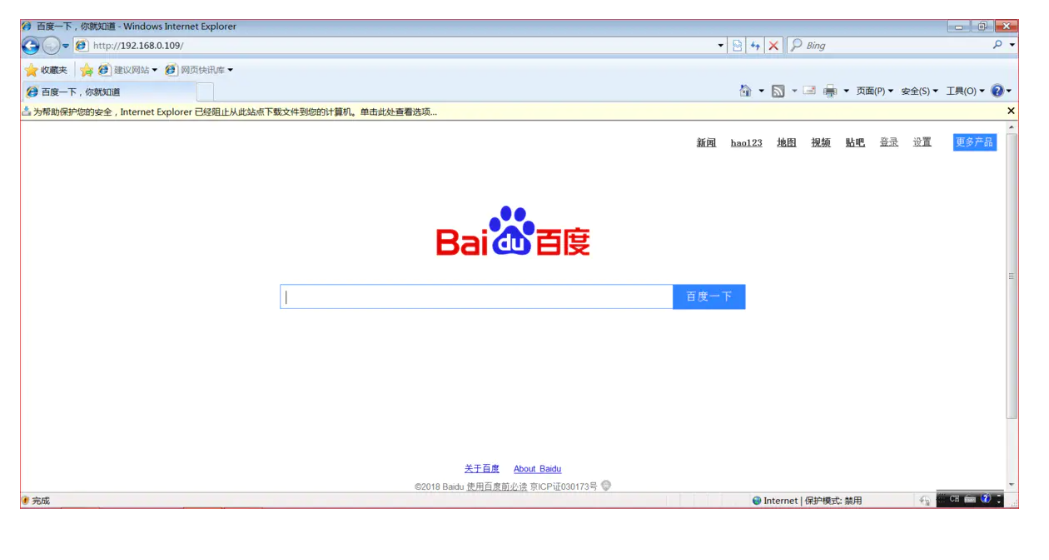 百度一下，你就知道 - Windows Internet Explorer
http://192.168.0.109/
Bing
收藏夹 建议网站 网页快讯库
百度一下，你就知道
页面(P) 安全(S) 工具(O)
为帮助保护您的安全，Internet Explorer 已经阻止从此站点下载文件到您的计算机。单击此处查看选项...
新闻 hao123 地图 视频 贴吧 登录 设置 更多产品
Bai du 百度
百度一下
关于百度 About Baidu
©2018 Baidu 使用百度前必读 京ICP证030173号
完成
Internet | 保护模式: 禁用
CH